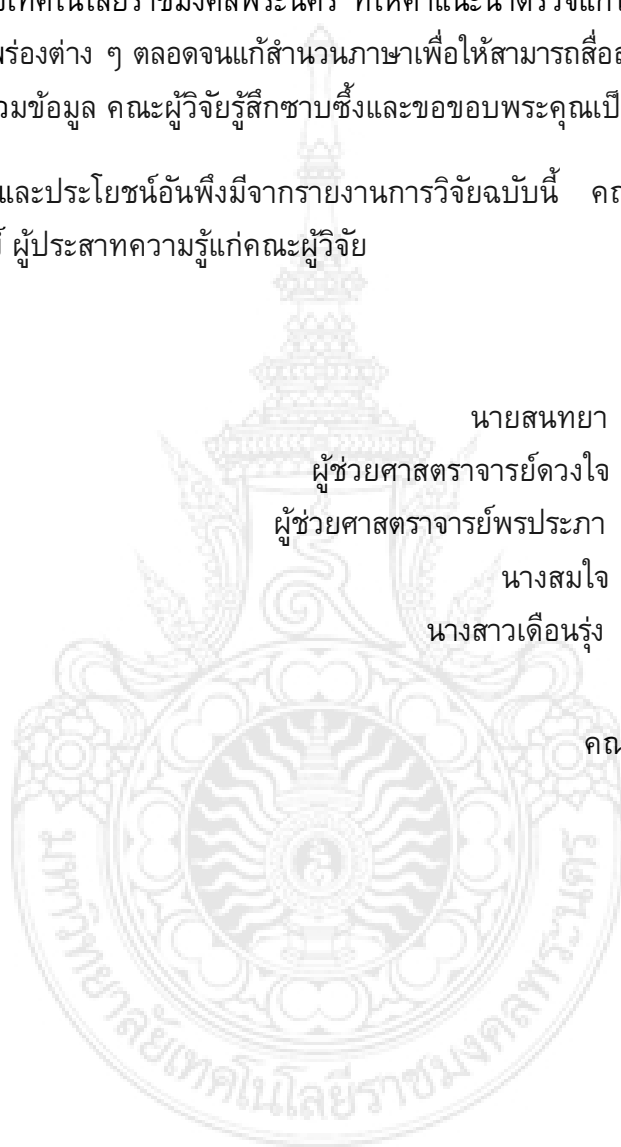 เทคโนโลยีราชมงคลพระนคร ที่ให้คำแนะนำตรวจแก้
พร่องต่าง ๆ ตลอดจนแก้สำนวนภาษาเพื่อให้สามารถสื่อ
วมข้อมูล คณะผู้วิจัยรู้สึกซาบซึ้งและขอขอบพระคุณเป็
และประโยชน์อันพึงมีจากรายงานการวิจัยฉบับนี้ คณ
ผู้ประสาทความรู้แก่คณะผู้วิจัย
นายสนทยา
ผู้ช่วยศาสตราจารย์ดวงใจ
ผู้ช่วยศาสตราจารย์พรประภา
นางสมใจ
นางสาวเดือนรุ่ง
คณ
มหาวิทยาลัยเทคโนโลยีราชมงคลพระนคร